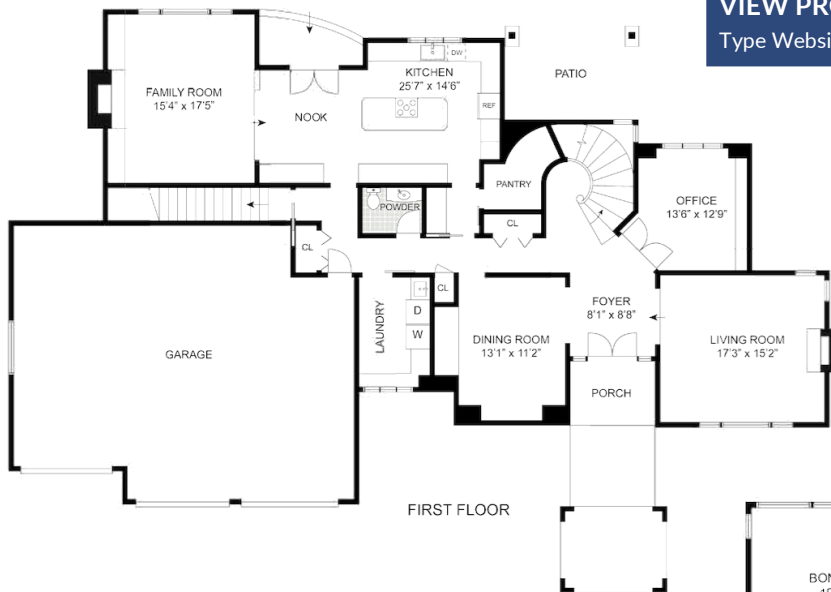 VIEW PRO
Type Websi
PATIO
KITCHEN
25'7" x 14'6"
DW
REF
FAMILY ROOM
15'4" x 17'5"
NOOK
PANTRY
POWDER
CL
OFFICE
13'6" x 12'9"
CL
CL
FOYER
8'1" x 8'8"
LAUNDRY
D
W
DINING ROOM
13'1" x 11'2"
LIVING ROOM
17'3" x 15'2"
GARAGE
PORCH
FIRST FLOOR
BON